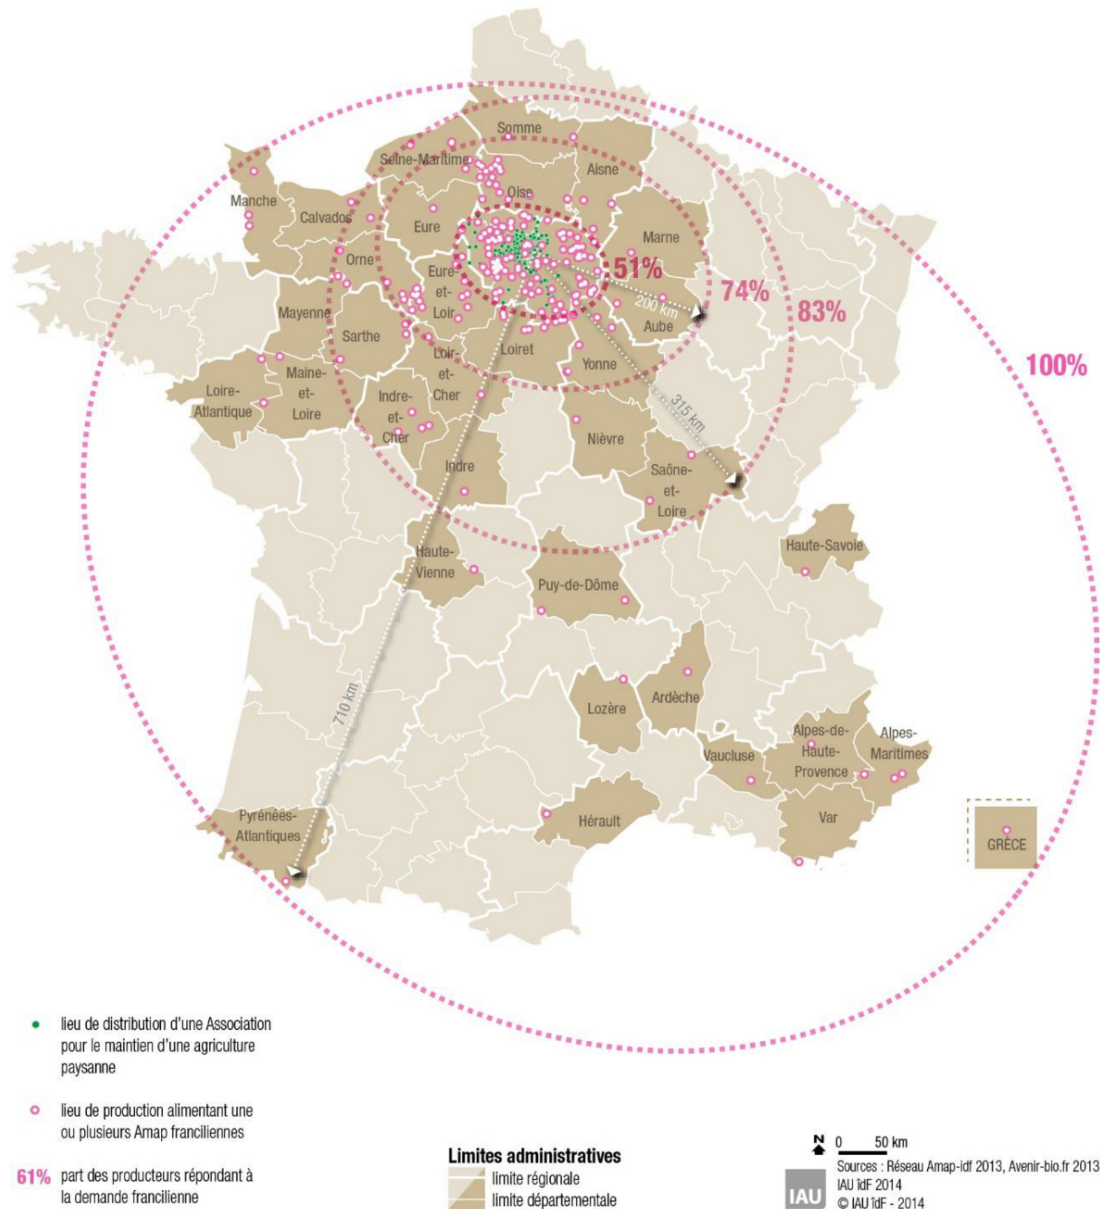 Somme
Seine-Maritime
Aisne
Oise
Manche
Calvados
Eure
Marne
Orne
51%
Eure-
et-
Loir
74%
200 km
83%
Mayenne
Aube
Sarthe
Loiret
100%
Loir-
et-
Cher
Yonne
Maine-
et-
Loire
Loire-
Atlantique
Indre-
et-
Cher
315 km
Nièvre
Indre
Saône-
et-
Loire
Haute-Savoie
Haute-
Vienne
Puy-de-Dôme
710 km
Lozère
Ardèche
Alpes-de-
Haute-
Provence
Alpes-
Maritimes
Vaucluse
Pyrénées-
Atlantiques
Hérault
Var
GRÈCE
lieu de distribution d'une Association
pour le maintien d'une agriculture
paysanne
lieu de production alimentant une
ou plusieurs Amap franciliennes
61% part des producteurs répondant à
la demande francilienne
Limites administratives
limite régionale
limite départementale
N 0 50 km
Sources : Réseau Amap-idf 2013, Avenir-bio.fr 2013
IAU îdF 2014
© IAU îdF - 2014
IAU